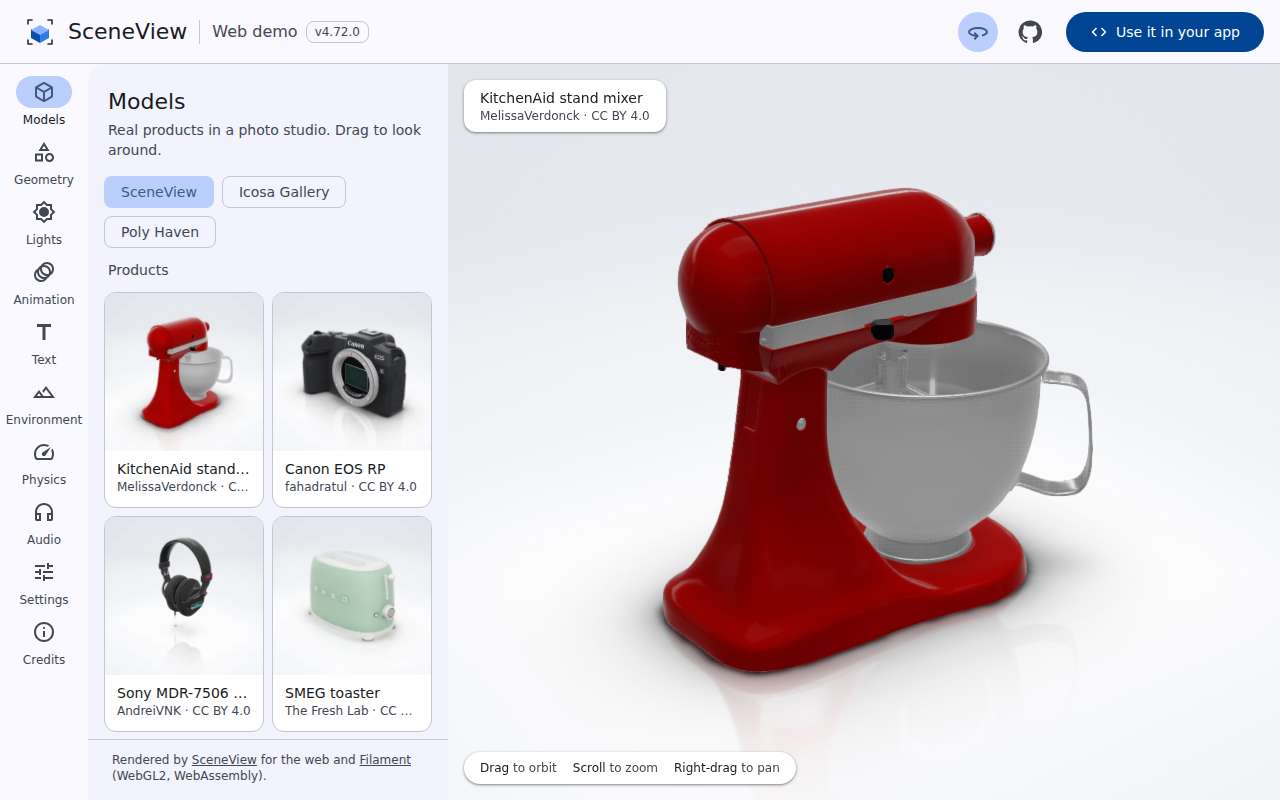 SceneView
Web demo
v4.72.0
Use it in your app
Models
Geometry
Lights
Animation
Text
Environment
Physics
Audio
Settings
Credits
Models
Real products in a photo studio. Drag to look
around.
SceneView
Icosa Gallery
Poly Haven
Products
KitchenAid stand…
MelissaVerdonck · C…
Canon EOS RP
fahadratul · CC BY 4.0
Sony MDR-7506 …
AndreiVNK · CC BY 4.0
SMEG toaster
The Fresh Lab · CC …
Rendered by SceneView for the web and Filament
(WebGL2, WebAssembly).
KitchenAid stand mixer
MelissaVerdonck · CC BY 4.0
Canon
EOS
Drag to orbit Scroll to zoom Right-drag to pan